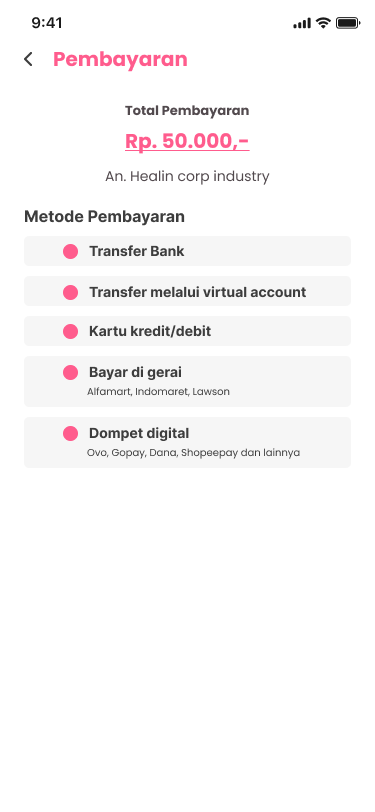 9:41
Pembayaran
Total Pembayaran
Rp. 50.000,-
An. Healin corp industry
Metode Pembayaran
Transfer Bank
Transfer melalui virtual account
Kartu kredit/debit
Bayar di gerai
Alfamart, Indomaret, Lawson
Dompet digital
Ovo, Gopay, Dana, Shopeepay dan lainnya